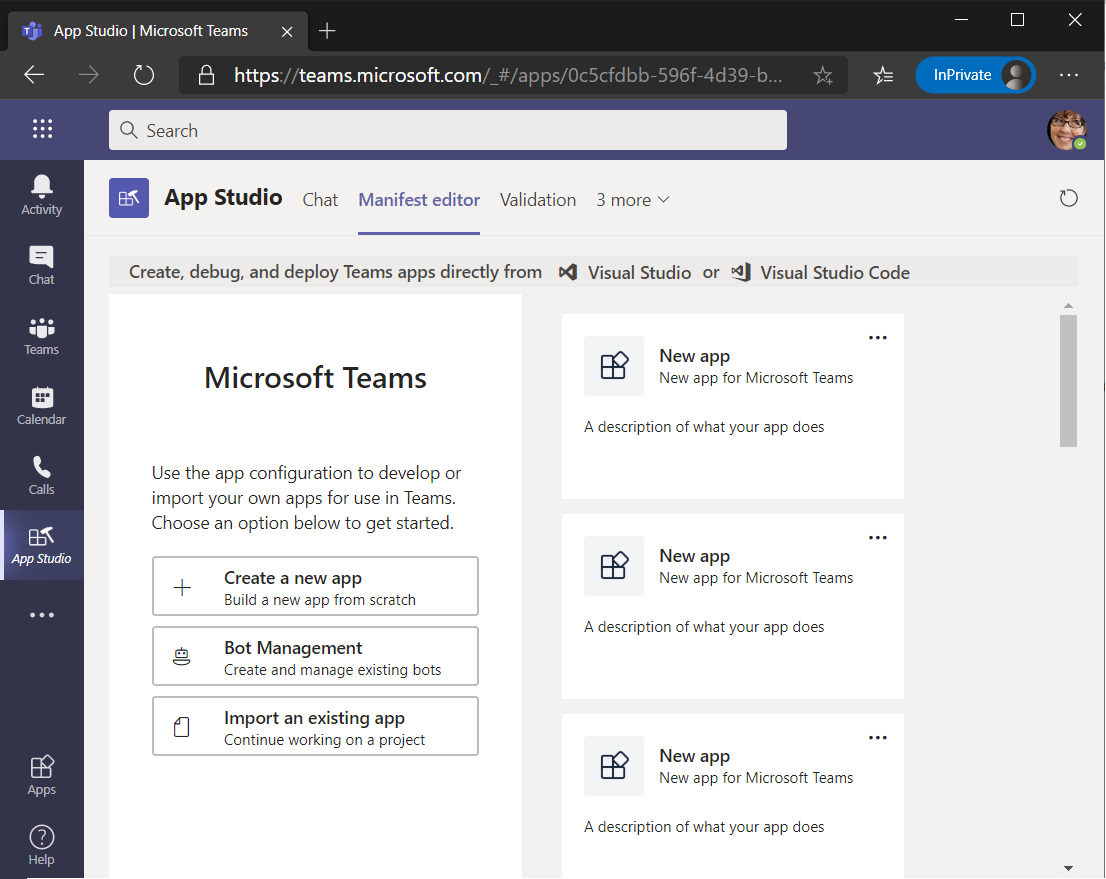 App Studio | Microsoft Teams
https://teams.microsoft.com/_#/apps/0c5cfdbb-596f-4d39-b...
InPrivate
Search
Activity
Chat
Teams
Calendar
Calls
App Studio
Apps
Help
App Studio
Chat
Manifest editor
Validation
3 more
Create, debug, and deploy Teams apps directly from Visual Studio or Visual Studio Code
Microsoft Teams
Use the app configuration to develop or
import your own apps for use in Teams.
Choose an option below to get started.
Create a new app
Build a new app from scratch
Bot Management
Create and manage existing bots
Import an existing app
Continue working on a project
New app
New app for Microsoft Teams
A description of what your app does
New app
New app for Microsoft Teams
A description of what your app does
New app
New app for Microsoft Teams
A description of what your app does